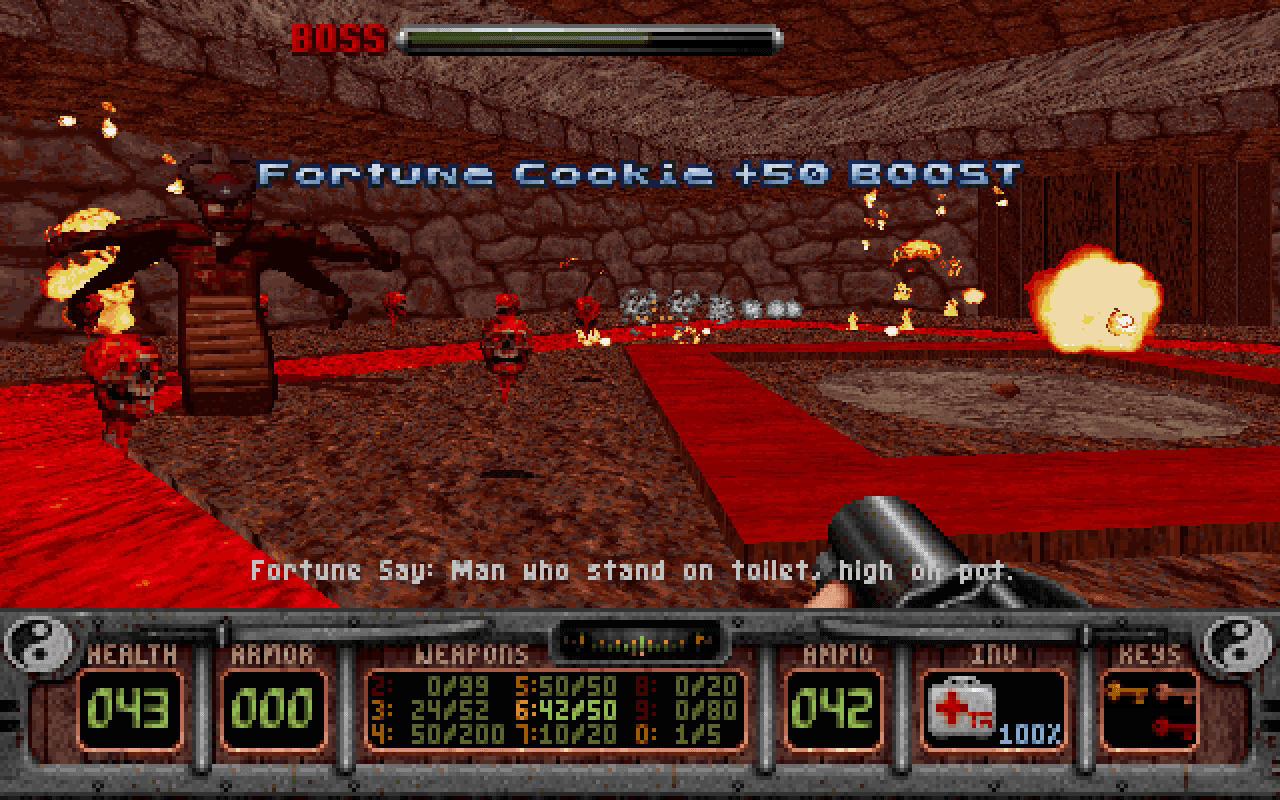 BOSS
Fortune Cookie +50 BOOST
Fortune Say: Man who stand on toilet, high on pot.
HEALTH ARMOR WEAPONS AMMO INV KEYS
2: 0/99 5:50/50 8: 0/20
043 000 3: 24/52 6:42/50 9: 0/80 042
4: 50/200 7:10/20 0: 1/5 100%